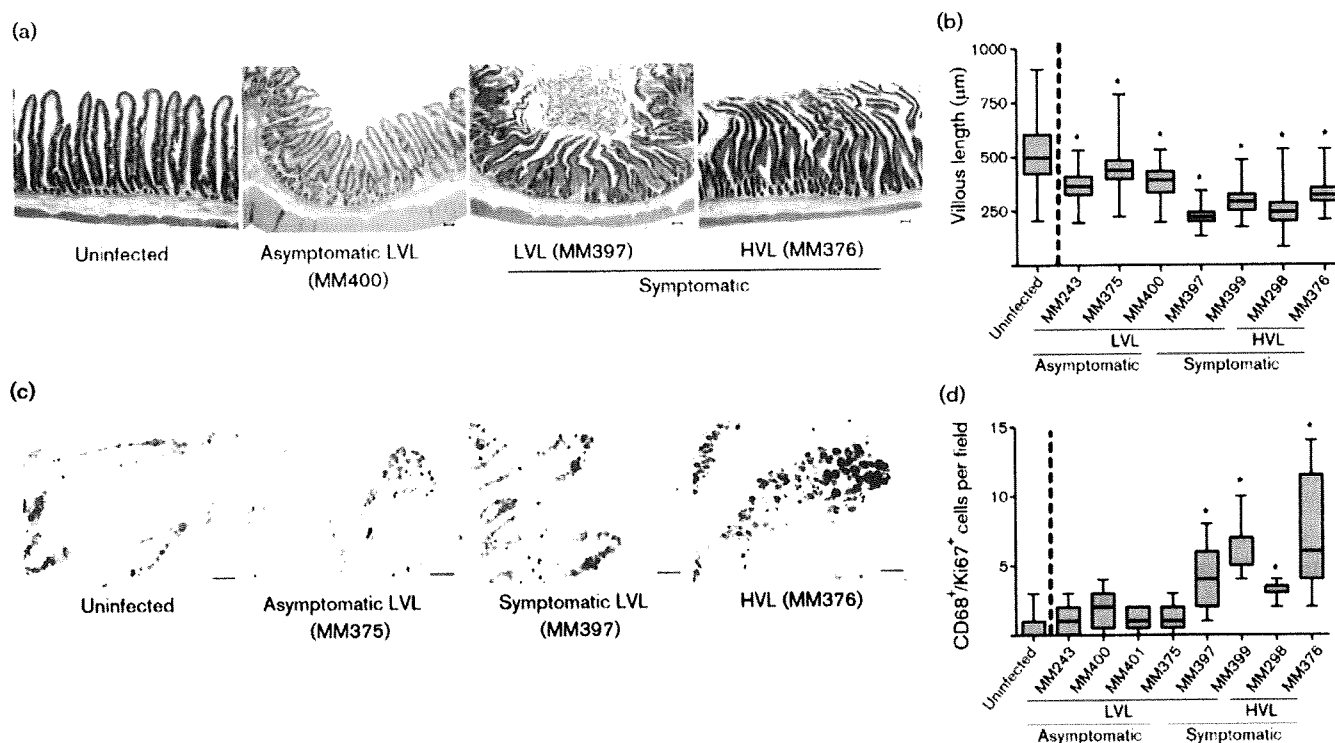 (a)
Uninfected
Asymptomatic LVL
(MM400)
LVL (MM397)
HVL (MM376)
Symptomatic
(b)
Villous length (µm)
1000
750
500
250
Uninfected
MM243
MM375
MM400
MM397
MM399
MM298
MM376
LVL
HVL
Asymptomatic
Symptomatic
(c)
Uninfected
Asymptomatic LVL
(MM375)
Symptomatic LVL
(MM397)
HVL (MM376)
(d)
CD68⁺/Ki67⁺ cells per field
15
10
5
Uninfected
MM243
MM400
MM401
MM375
MM397
MM399
MM298
MM376
LVL
HVL
Asymptomatic
Symptomatic